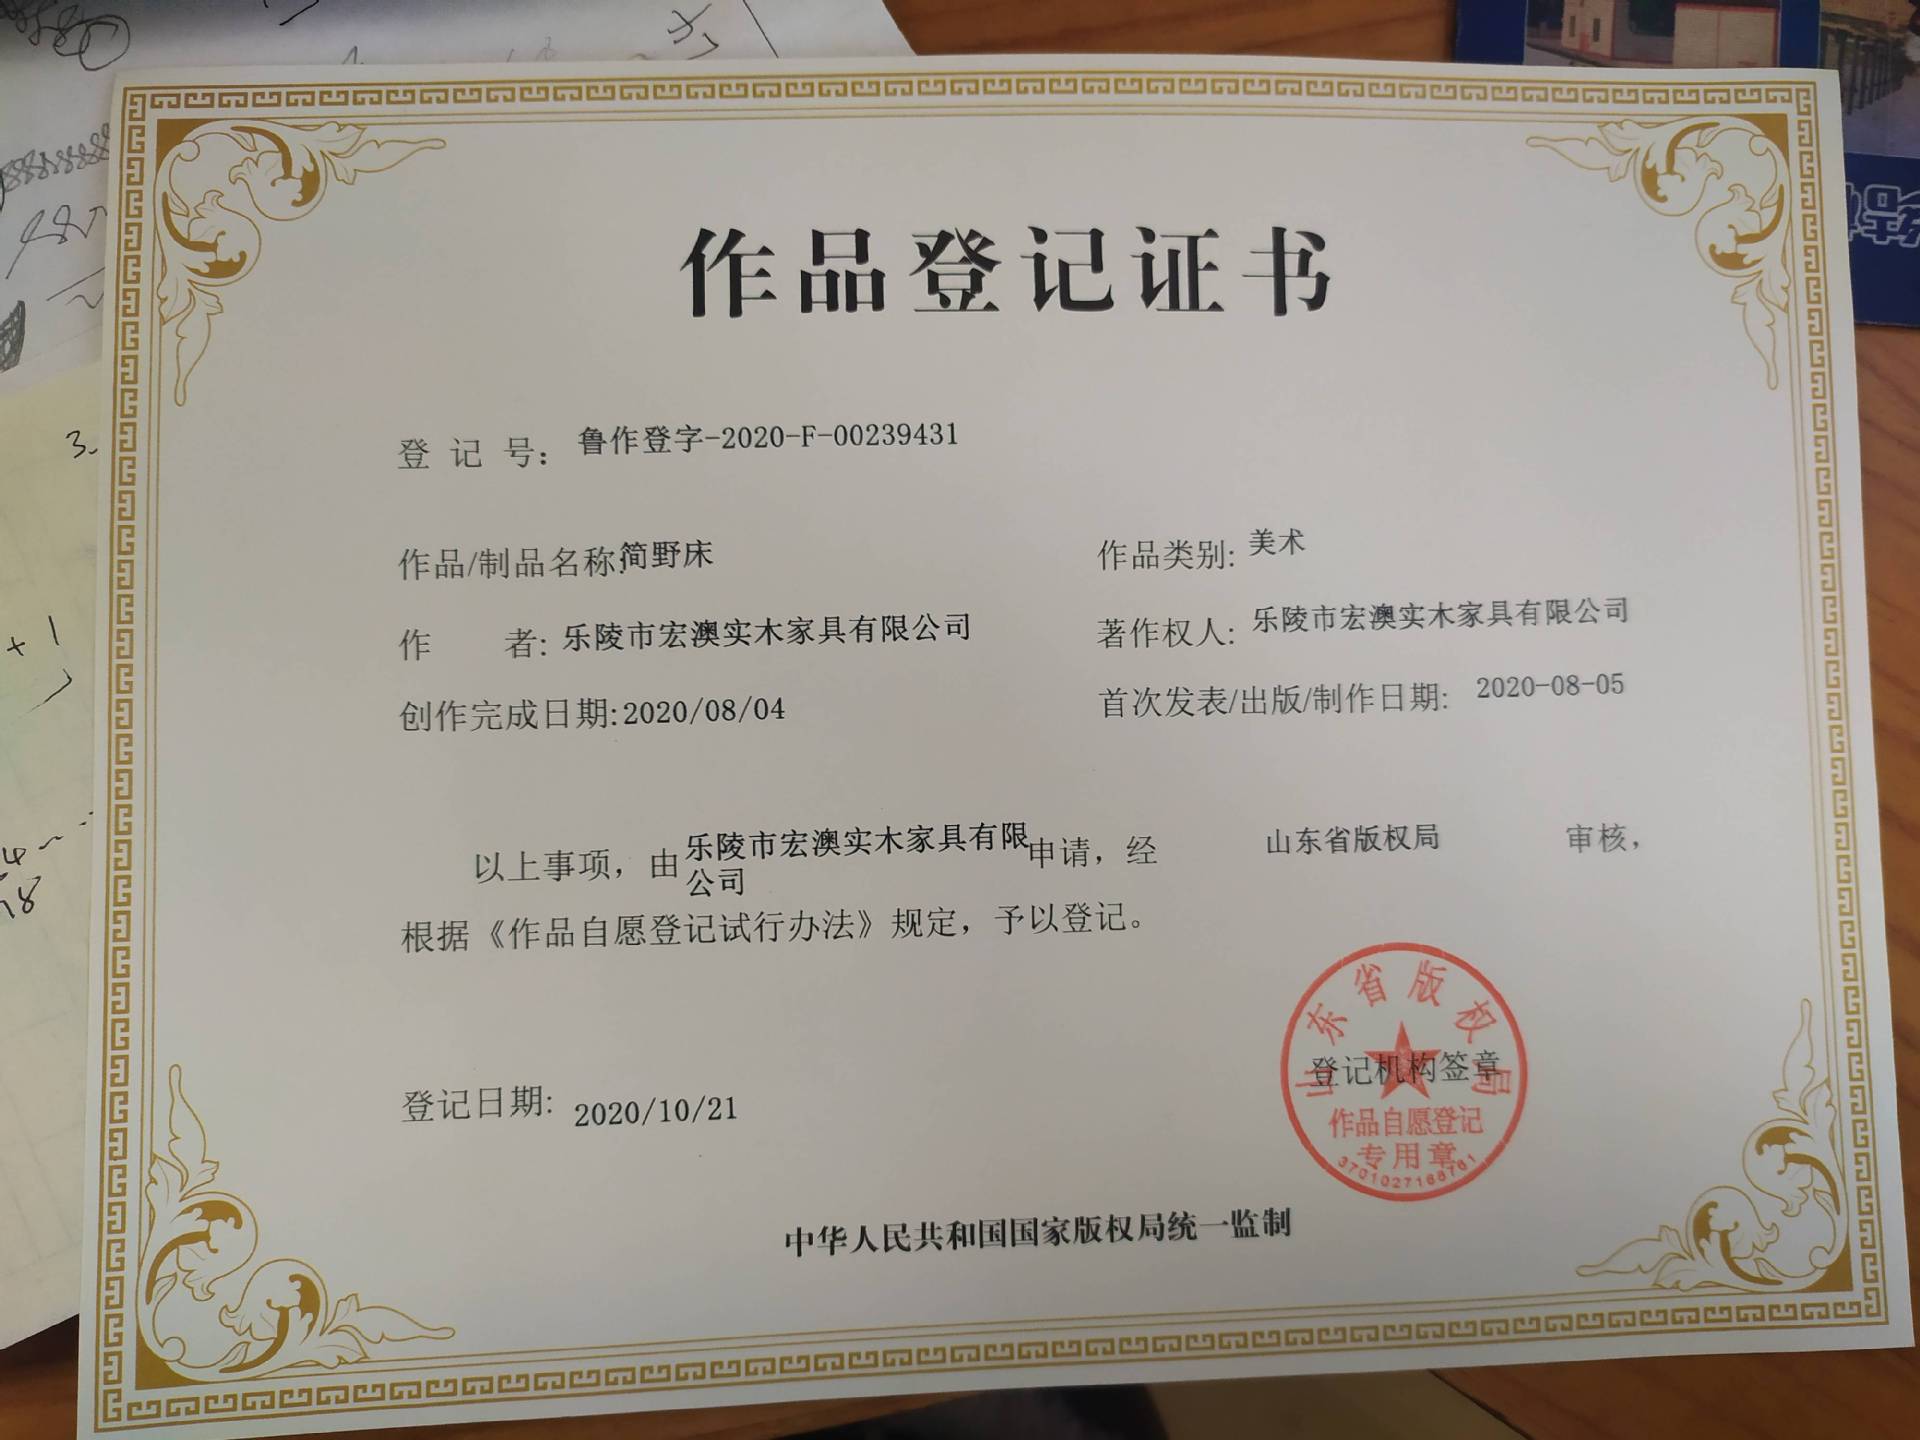 作品登记证书
登 记 号: 鲁作登字-2020-F-00239431
作品/制品名称:简野床
作品类别: 美术
作 者: 乐陵市宏澳实木家具有限公司
著作权人: 乐陵市宏澳实木家具有限公司
创作完成日期:2020/08/04
首次发表/出版/制作日期: 2020-08-05
以上事项，由乐陵市宏澳实木家具有限公司申请，经 山东省版权局 审核，
根据《作品自愿登记试行办法》规定，予以登记。
山东省版权局
登记机构签章
作品自愿登记
专用章
登记日期: 2020/10/21
中华人民共和国国家版权局统一监制
3.
+ 1